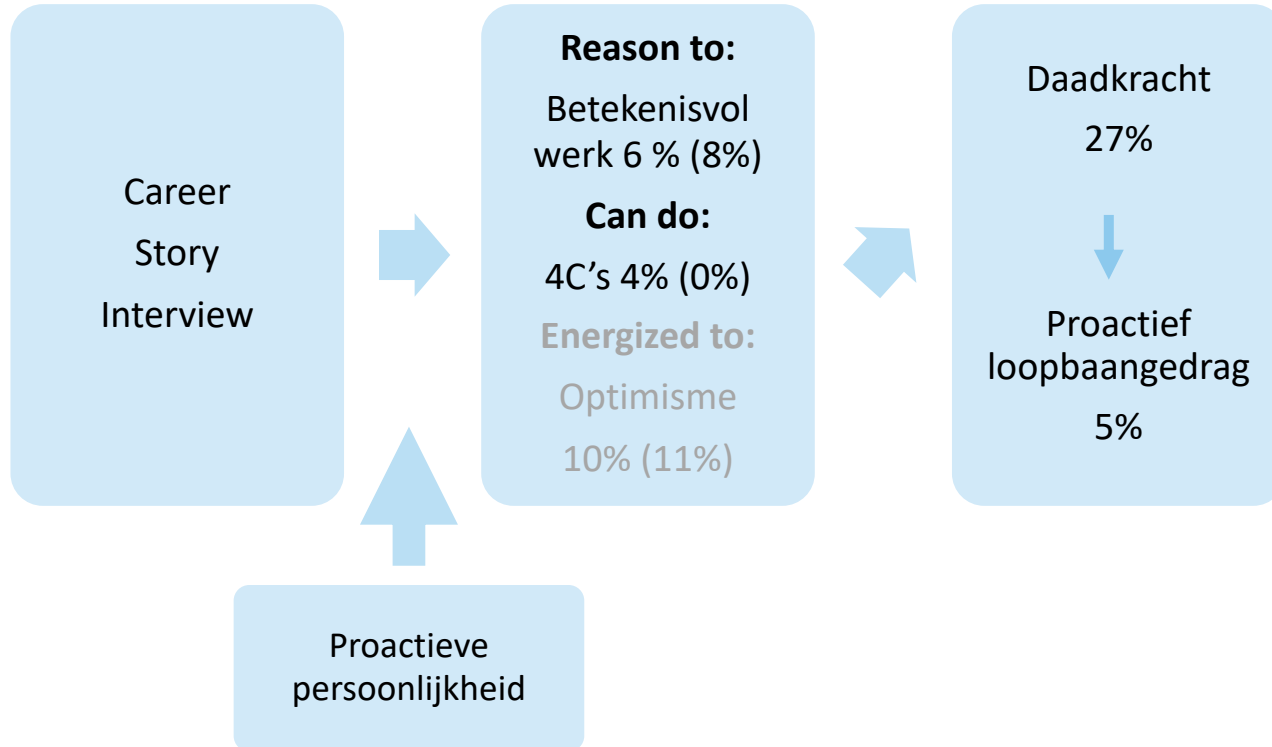 Career
Story
Interview
Reason to:
Betekenisvol
werk 6 % (8%)
Can do:
4C’s 4% (0%)
Energized to:
Optimisme
10% (11%)
Daadkracht
27%
Proactief
loopbaangedrag
5%
Proactieve
persoonlijkheid